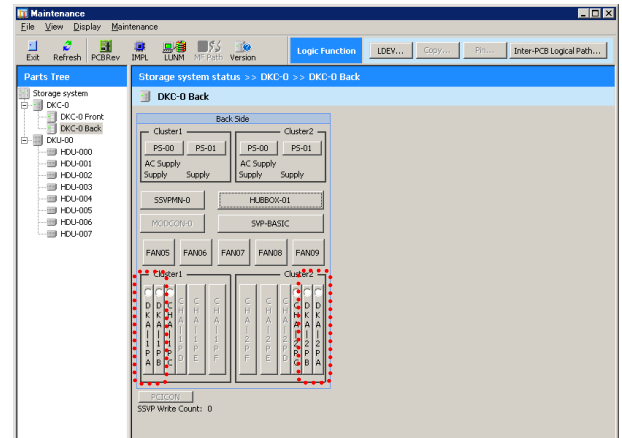 Maintenance
File View Display Maintenance
Exit Refresh PCBRev IMPL LUNM MF Path Version Logic Function LDEV... Copy... Pin... Inter-PCB Logical Path...
Parts Tree
Storage system status >> DKC-0 >> DKC-0 Back
Storage system
DKC-0
DKC-0 Front
DKC-0 Back
DKU-00
HDU-000
HDU-001
HDU-002
HDU-003
HDU-004
HDU-005
HDU-006
HDU-007
DKC-0 Back
Back Side
Cluster1 Cluster2
PS-00 PS-01 PS-00 PS-01
AC Supply AC Supply
Supply Supply Supply Supply
SSVPMN-0 HUBBOX-01
MODCON-0 SVP-BASIC
FAN05 FAN06 FAN07 FAN08 FAN09
Cluster1 Cluster2
DKA-1PA DKA-1PB CHA-1PC CHA-1PD CHA-1PE CHA-1PF CHA-2PF CHA-2PE CHA-2PD CHA-2PC DKA-2PB DKA-2PA
PCICON
SSVP Write Count: 0